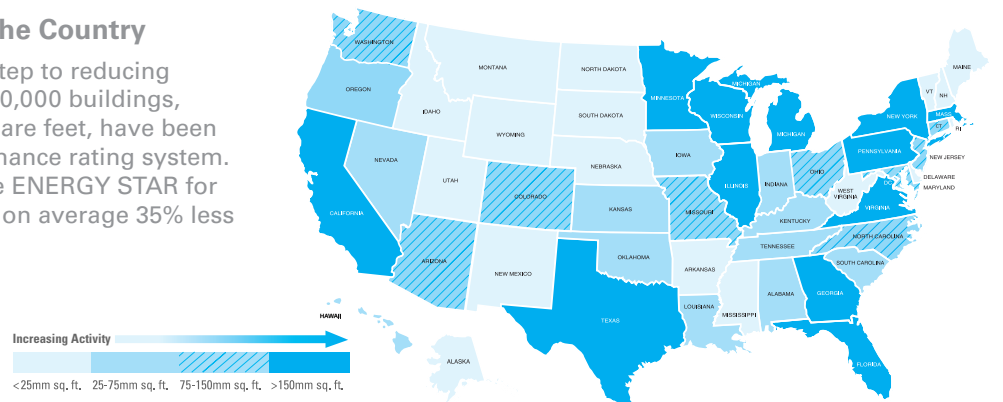 he Country
tep to reducing
0,000 buildings,
are feet, have been
nance rating system.
e ENERGY STAR for
on average 35% less
WASHINGTON
OREGON
CALIFORNIA
NEVADA
IDAHO
MONTANA
WYOMING
UTAH
COLORADO
ARIZONA
NEW MEXICO
NORTH DAKOTA
SOUTH DAKOTA
NEBRASKA
KANSAS
OKLAHOMA
TEXAS
MINNESOTA
IOWA
MISSOURI
ARKANSAS
LOUISIANA
WISCONSIN
ILLINOIS
MICHIGAN
MICHIGAN
INDIANA
OHIO
KENTUCKY
TENNESSEE
MISSISSIPPI
ALABAMA
GEORGIA
FLORIDA
SOUTH CAROLINA
NORTH CAROLINA
VIRGINIA
WEST
VIRGINIA
DC
PENNSYLVANIA
NEW YORK
VT
NH
MAINE
MASS
CT
RI
NEW JERSEY
DELAWARE
MARYLAND
HAWAII
ALASKA
Increasing Activity
<25mm sq. ft. 25-75mm sq. ft. 75-150mm sq. ft. >150mm sq. ft.